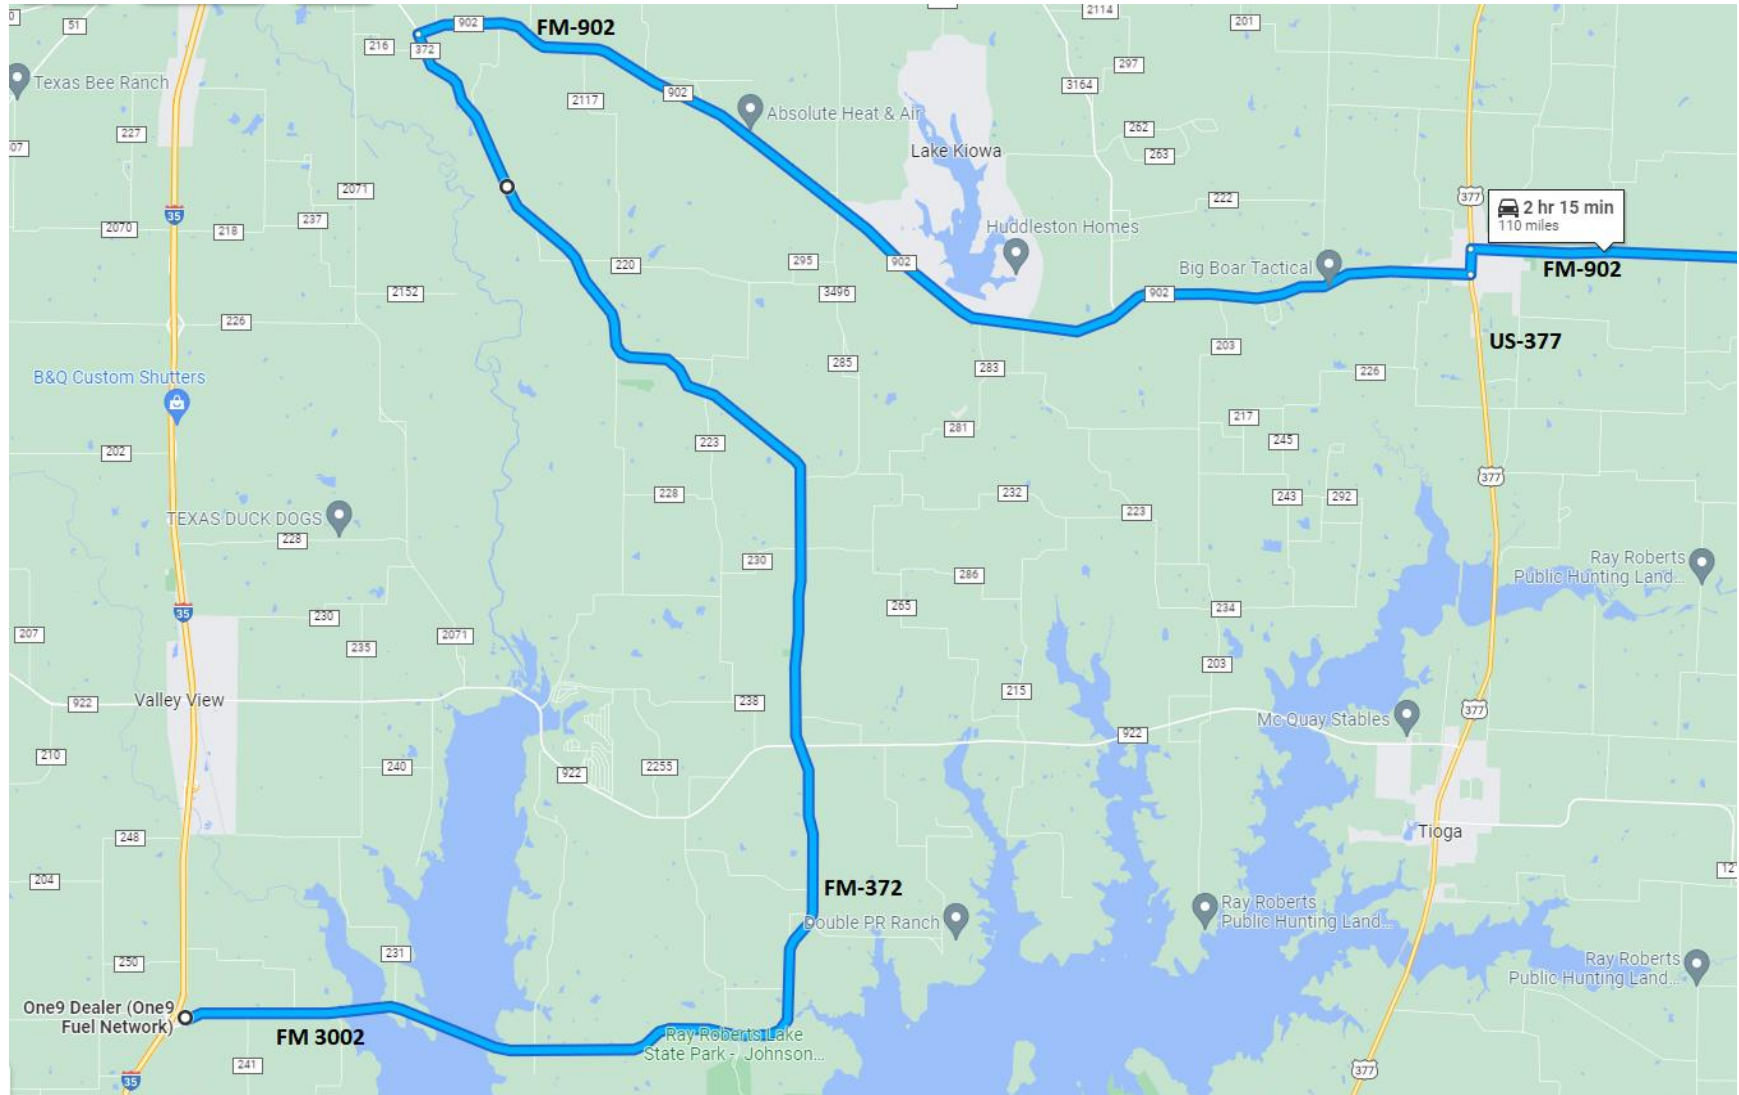 51
902
FM-902
2114
201
216
372
Texas Bee Ranch
297
3164
2117
902
Absolute Heat & Air
227
262
07
Lake Kiowa
263
2071
377
2 hr 15 min
110 miles
222
35
237
2070
218
Huddleston Homes
220
295
902
Big Boar Tactical
FM-902
2152
3496
902
226
US-377
203
285
283
226
B&Q Custom Shutters
217
281
223
245
202
377
228
232
243
292
223
TEXAS DUCK DOGS
228
230
286
Ray Roberts
Public Hunting Land...
35
230
265
234
207
2071
235
203
215
922
Valley View
238
377
Mc Quay Stables
922
210
240
922
2255
Tioga
248
12
204
FM-372
Double PR Ranch
Ray Roberts
Public Hunting Land...
231
250
Ray Roberts
Public Hunting Land...
One9 Dealer (One9
Fuel Network)
FM 3002
Ray Roberts Lake
State Park - Johnson...
241
35
377